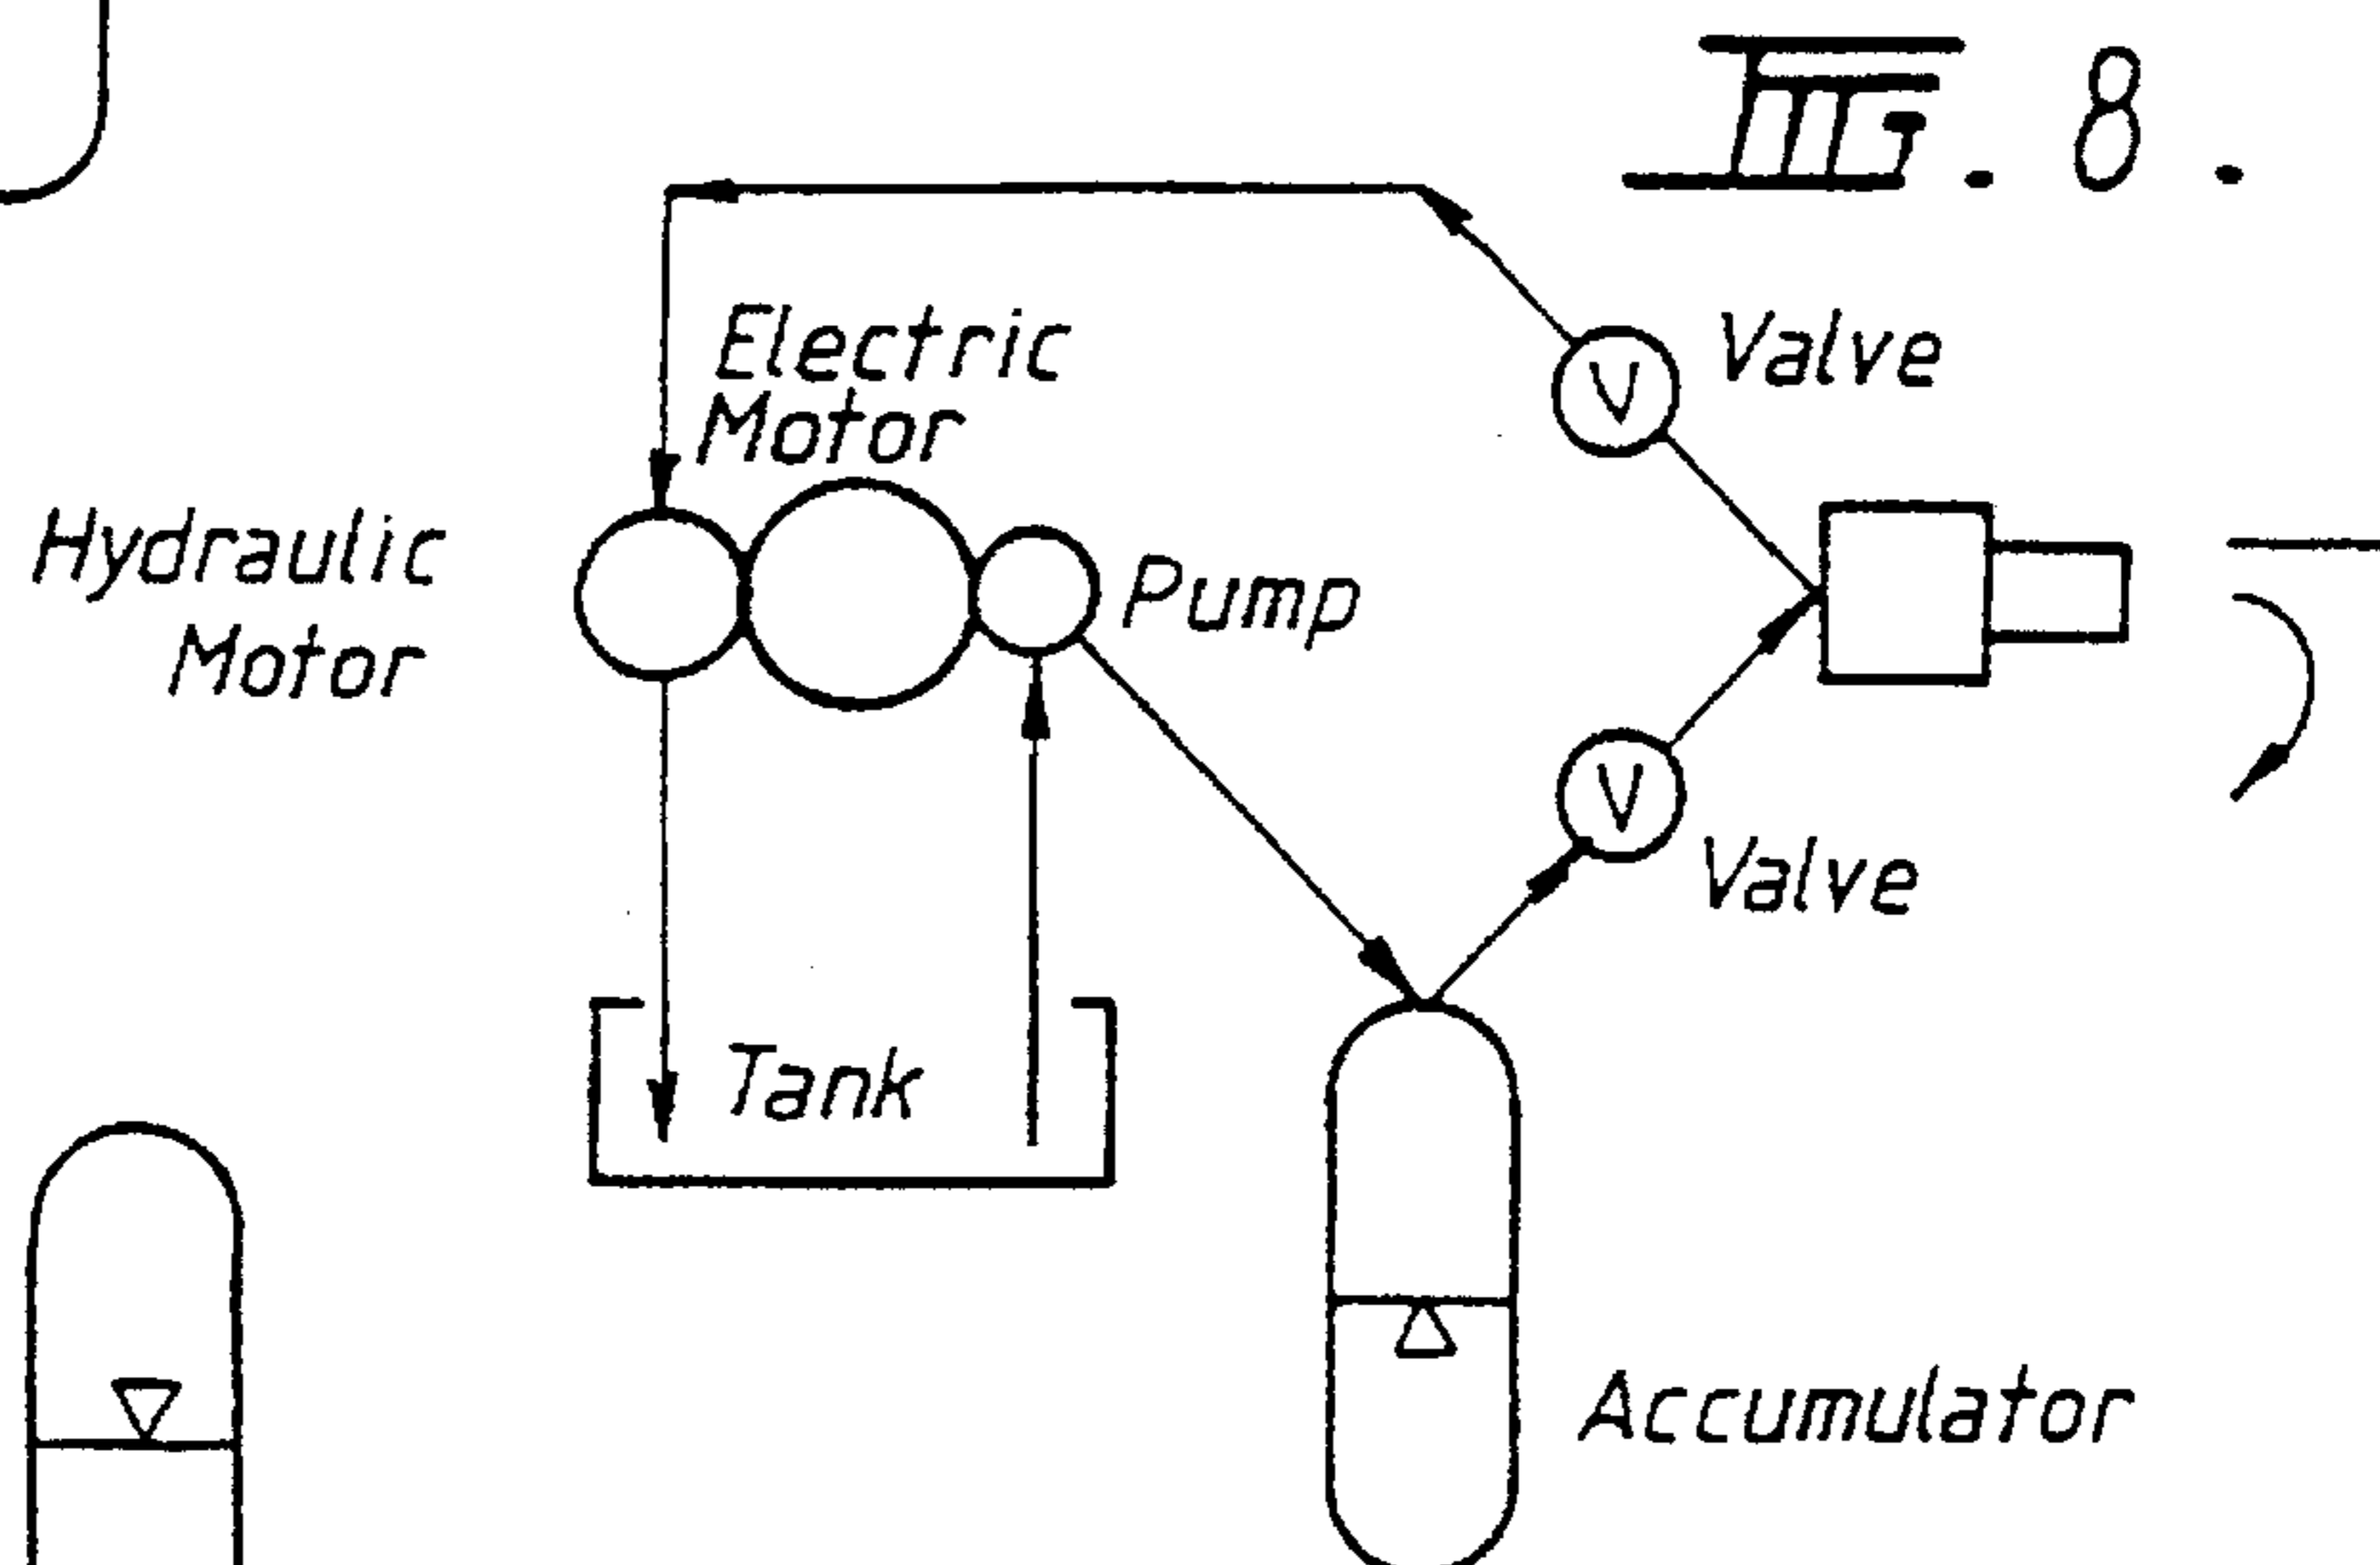 FIG. 8.
Electric
Motor
Valve
V
Hydraulic
Motor
Pump
V
Valve
Tank
Accumulator